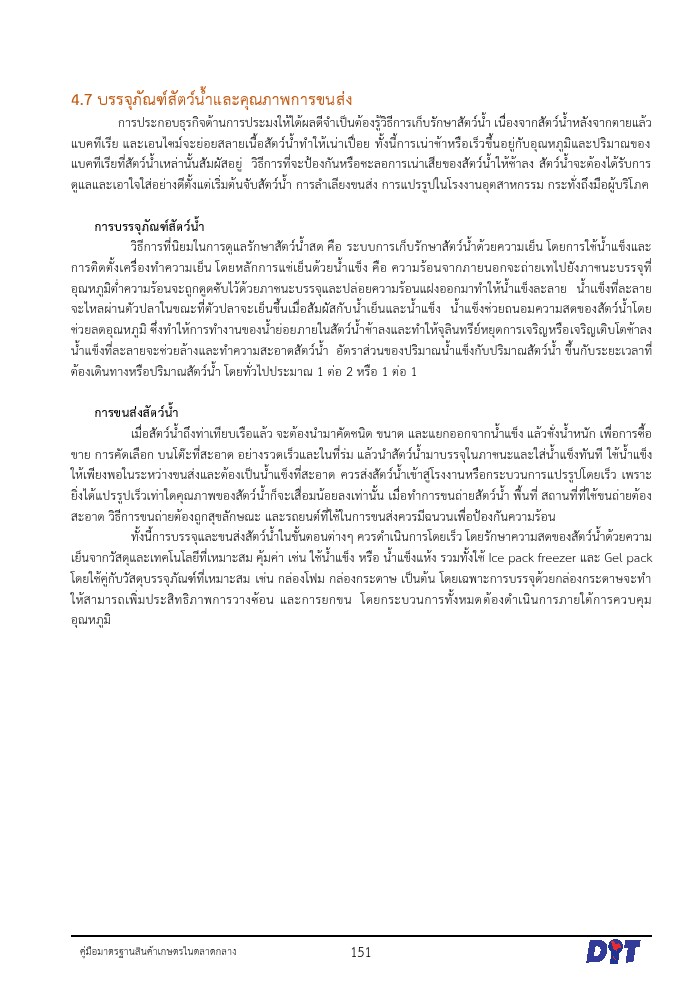 4.7 บรรจุภัณฑ์สัตว์น้ำและคุณภาพการขนส่ง
การประกอบธุรกิจด้านการประมงให้ได้ผลดีจำเป็นต้องรู้วิธีการเก็บรักษาสัตว์น้ำ เนื่องจากสัตว์น้ำหลังจากตายแล้ว
แบคทีเรีย และเอนไซม์จะย่อยสลายเนื้อสัตว์น้ำทำให้เน่าเปื่อย ทั้งนี้การเน่าช้าหรือเร็วขึ้นอยู่กับอุณหภูมิและปริมาณของ
แบคทีเรียที่สัตว์น้ำเหล่านั้นสัมผัสอยู่ วิธีการที่จะป้องกันหรือชะลอการเน่าเสียของสัตว์น้ำให้ช้าลง สัตว์น้ำจะต้องได้รับการ
ดูแลและเอาใจใส่อย่างดีตั้งแต่เริ่มต้นจับสัตว์น้ำ การลำเลียงขนส่ง การแปรรูปในโรงงานอุตสาหกรรม กระทั่งถึงมือผู้บริโภค
การบรรจุภัณฑ์สัตว์น้ำ
วิธีการที่นิยมในการดูแลรักษาสัตว์น้ำสด คือ ระบบการเก็บรักษาสัตว์น้ำด้วยความเย็น โดยการใช้น้ำแข็งและ
การติดตั้งเครื่องทำความเย็น โดยหลักการแช่เย็นด้วยน้ำแข็ง คือ ความร้อนจากภายนอกจะถ่ายเทไปยังภาชนะบรรจุที่
อุณหภูมิต่ำความร้อนจะถูกดูดซับไว้ด้วยภาชนะบรรจุและปล่อยความร้อนแฝงออกมาทำให้น้ำแข็งละลาย น้ำแข็งที่ละลาย
จะไหลผ่านตัวปลาในขณะที่ตัวปลาจะเย็นขึ้นเมื่อสัมผัสกับน้ำเย็นและน้ำแข็ง น้ำแข็งช่วยถนอมความสดของสัตว์น้ำโดย
ช่วยลดอุณหภูมิ ซึ่งทำให้การทำงานของน้ำย่อยภายในสัตว์น้ำช้าลงและทำให้จุลินทรีย์หยุดการเจริญหรือเจริญเติบโตช้าลง
น้ำแข็งที่ละลายจะช่วยล้างและทำความสะอาดสัตว์น้ำ อัตราส่วนของปริมาณน้ำแข็งกับปริมาณสัตว์น้ำ ขึ้นกับระยะเวลาที่
ต้องเดินทางหรือปริมาณสัตว์น้ำ โดยทั่วไปประมาณ 1 ต่อ 2 หรือ 1 ต่อ 1
การขนส่งสัตว์น้ำ
เมื่อสัตว์น้ำถึงท่าเทียบเรือแล้ว จะต้องนำมาคัดชนิด ขนาด และแยกออกจากน้ำแข็ง แล้วชั่งน้ำหนัก เพื่อการซื้อ
ขาย การคัดเลือก บนโต๊ะที่สะอาด อย่างรวดเร็วและในที่ร่ม แล้วนำสัตว์น้ำมาบรรจุในภาชนะและใส่น้ำแข็งทันที ใช้น้ำแข็ง
ให้เพียงพอในระหว่างขนส่งและต้องเป็นน้ำแข็งที่สะอาด ควรส่งสัตว์น้ำเข้าสู่โรงงานหรือกระบวนการแปรรูปโดยเร็ว เพราะ
ยิ่งได้แปรรูปเร็วเท่าใดคุณภาพของสัตว์น้ำก็จะเสื่อมน้อยลงเท่านั้น เมื่อทำการขนถ่ายสัตว์น้ำ พื้นที่ สถานที่ที่ใช้ขนถ่ายต้อง
สะอาด วิธีการขนถ่ายต้องถูกสุขลักษณะ และรถยนต์ที่ใช้ในการขนส่งควรมีฉนวนเพื่อป้องกันความร้อน
ทั้งนี้การบรรจุและขนส่งสัตว์น้ำในขั้นตอนต่างๆ ควรดำเนินการโดยเร็ว โดยรักษาความสดของสัตว์น้ำด้วยความ
เย็นจากวัสดุและเทคโนโลยีที่เหมาะสม คุ้มค่า เช่น ใช้น้ำแข็ง หรือ น้ำแข็งแห้ง รวมทั้งใช้ Ice pack freezer และ Gel pack
โดยใช้คู่กับวัสดุบรรจุภัณฑ์ที่เหมาะสม เช่น กล่องโฟม กล่องกระดาษ เป็นต้น โดยเฉพาะการบรรจุด้วยกล่องกระดาษจะทำ
ให้สามารถเพิ่มประสิทธิภาพการวางซ้อน และการยกขน โดยกระบวนการทั้งหมดต้องดำเนินการภายใต้การควบคุม
อุณหภูมิ
คู่มือมาตรฐานสินค้าเกษตรในตลาดกลาง
151
DIT